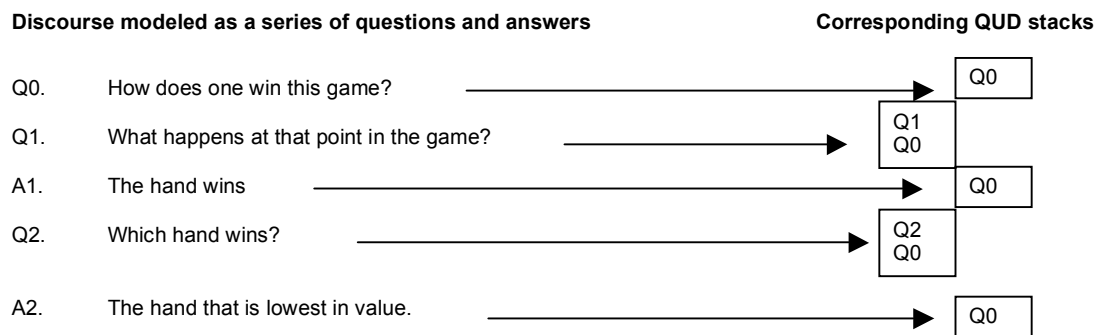 Discourse modeled as a series of questions and answers Corresponding QUD stacks
Q0. How does one win this game? Q0
Q1. What happens at that point in the game? Q1
Q0
A1. The hand wins Q0
Q2. Which hand wins? Q2
Q0
A2. The hand that is lowest in value. Q0